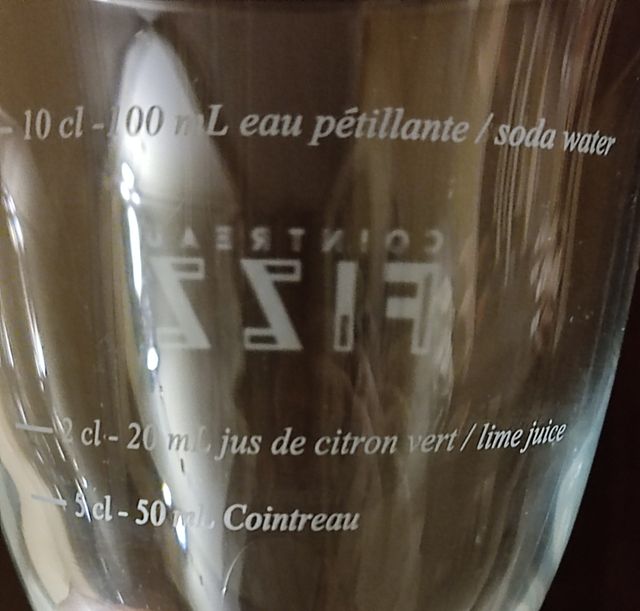 - 10 cl - 100 mL eau pétillante / soda water
COINTREAU
FIZZ
— 2 cl - 20 mL jus de citron vert / lime juice
— 5 cl - 50 mL Cointreau